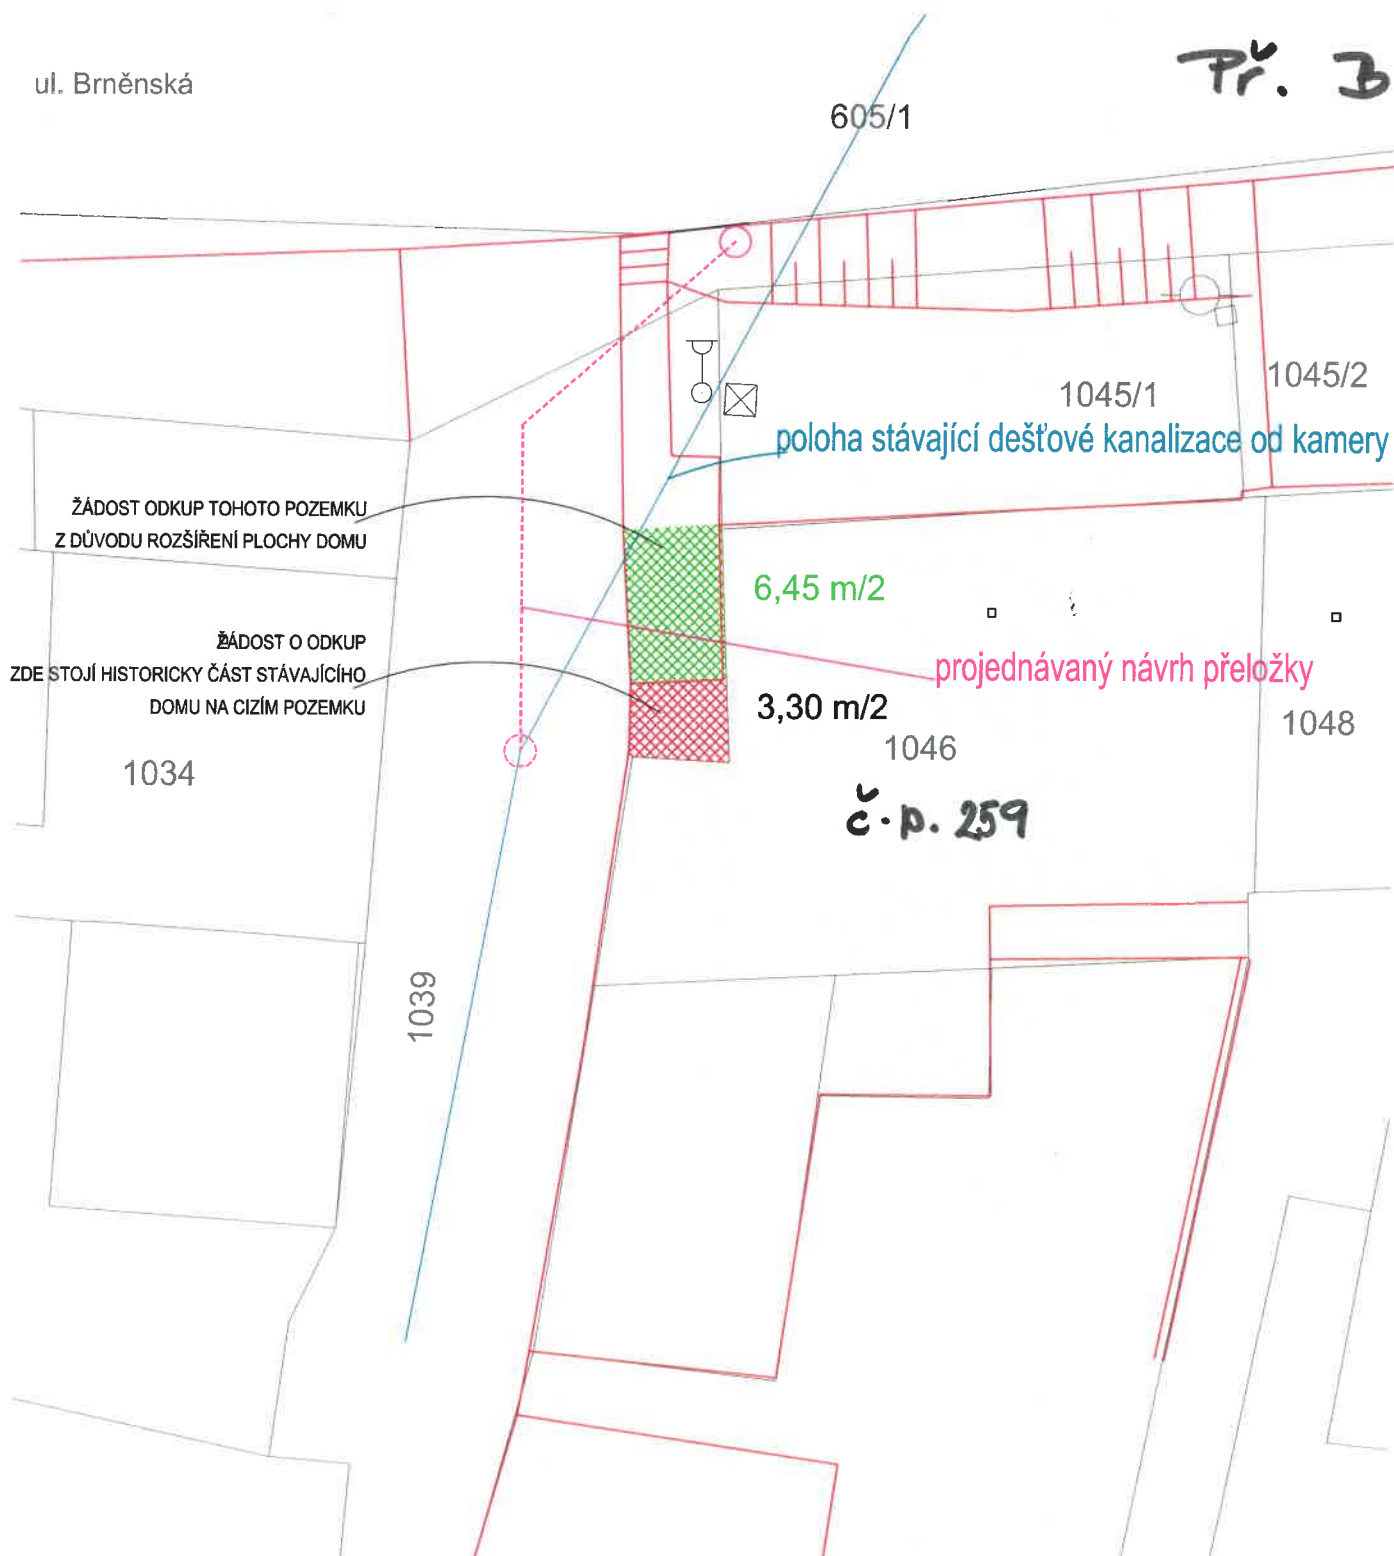 ul. Brněnská
Př. B
605/1
1045/1
1045/2
poloha stávající dešťové kanalizace od kamery
ŽÁDOST ODKUP TOHOTO POZEMKU
Z DŮVODU ROZŠÍŘENÍ PLOCHY DOMU
6,45 m/2
ŽÁDOST O ODKUP
ZDE STOJÍ HISTORICKY ČÁST STÁVAJÍCÍHO
DOMU NA CIZÍM POZEMKU
projednávaný návrh přeložky
3,30 m/2
1048
1046
1034
č.p. 259
1039